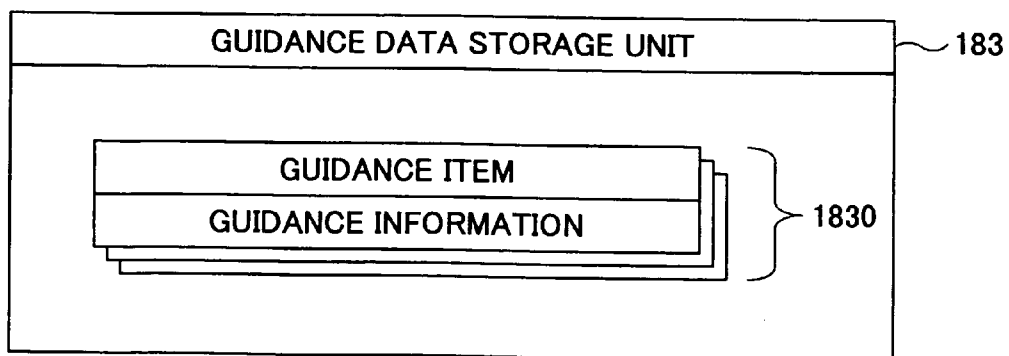 GUIDANCE DATA STORAGE UNIT 183
GUIDANCE ITEM
GUIDANCE INFORMATION
1830